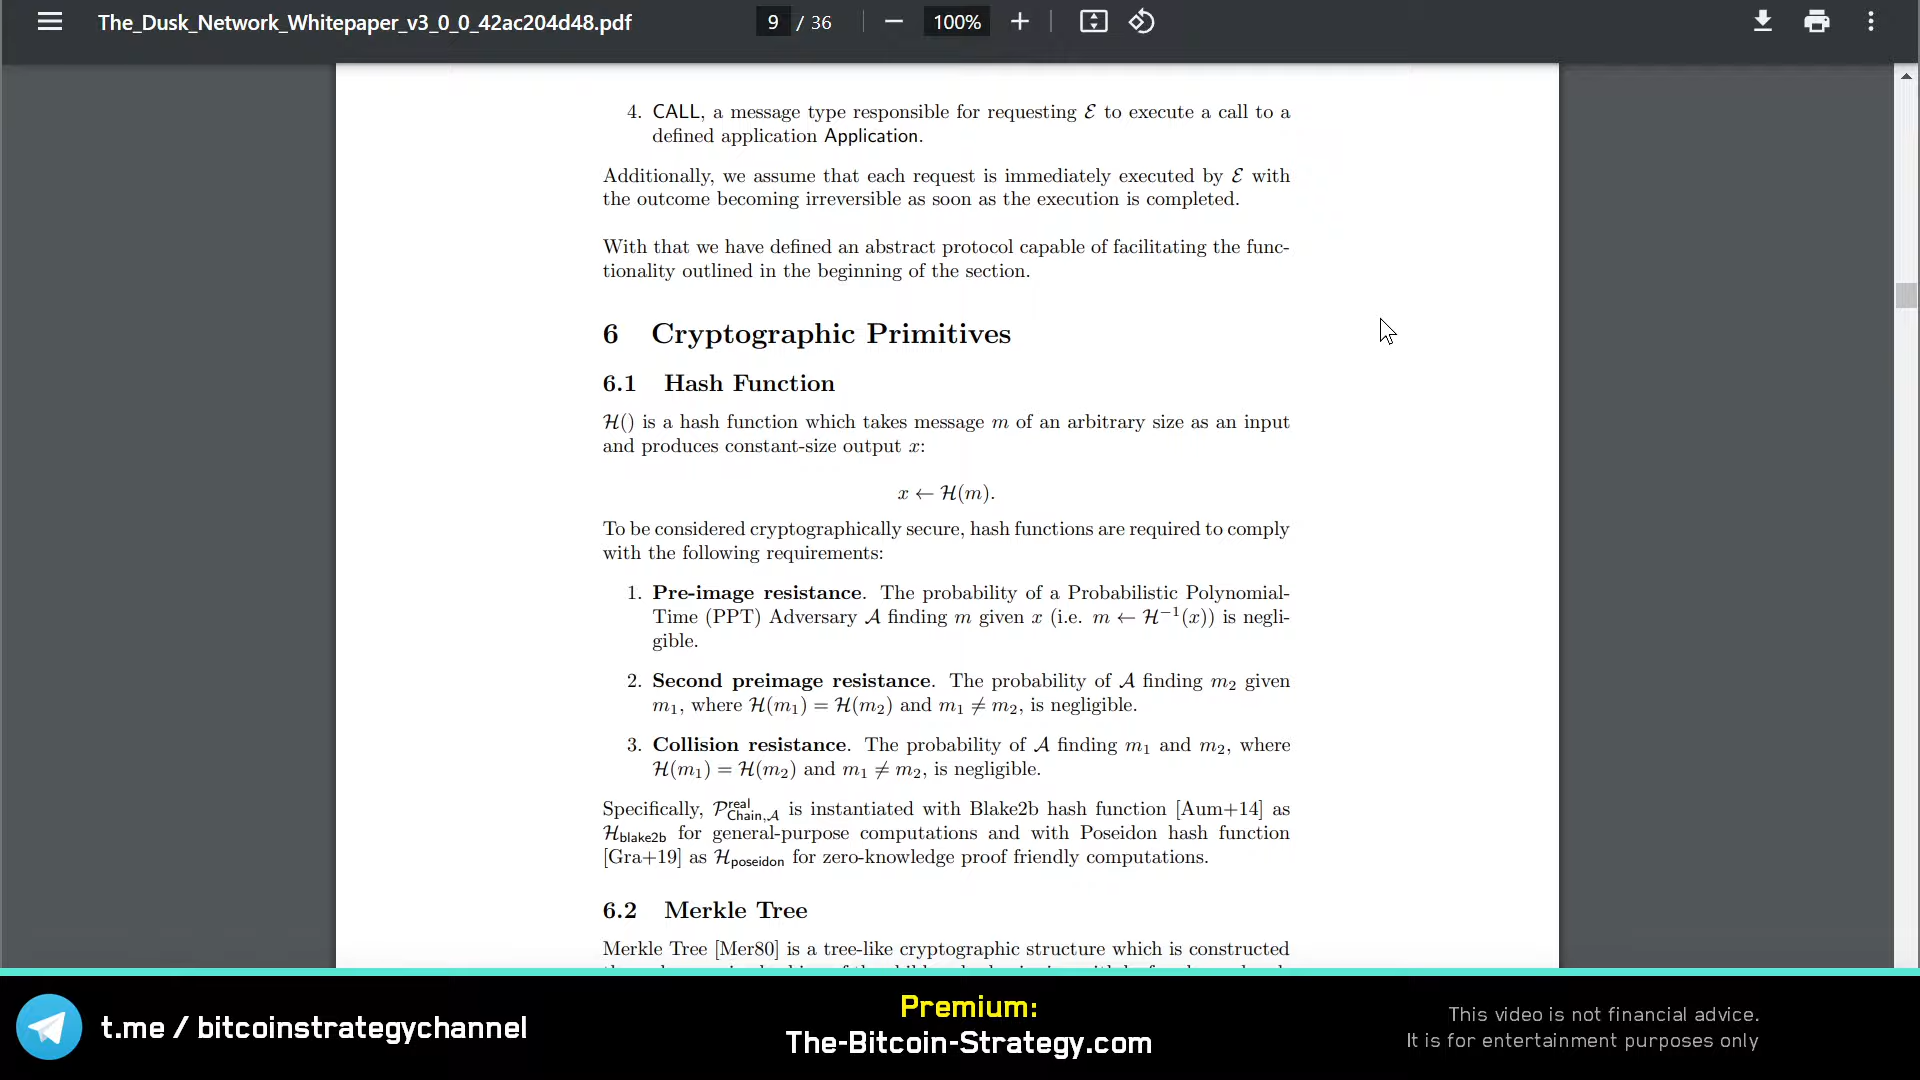 The_Dusk_Network_Whitepaper_v3_0_0_42ac204d48.pdf
9 / 36
100%
4. CALL, a message type responsible for requesting ℰ to execute a call to a
defined application Application.
Additionally, we assume that each request is immediately executed by ℰ with
the outcome becoming irreversible as soon as the execution is completed.
With that we have defined an abstract protocol capable of facilitating the func-
tionality outlined in the beginning of the section.
6 Cryptographic Primitives
6.1 Hash Function
ℋ() is a hash function which takes message m of an arbitrary size as an input
and produces constant-size output x:
x ← ℋ(m).
To be considered cryptographically secure, hash functions are required to comply
with the following requirements:
1. Pre-image resistance. The probability of a Probabilistic Polynomial-
Time (PPT) Adversary 𝒜 finding m given x (i.e. m ← ℋ⁻¹(x)) is negli-
gible.
2. Second preimage resistance. The probability of 𝒜 finding m₂ given
m₁, where ℋ(m₁) = ℋ(m₂) and m₁ ≠ m₂, is negligible.
3. Collision resistance. The probability of 𝒜 finding m₁ and m₂, where
ℋ(m₁) = ℋ(m₂) and m₁ ≠ m₂, is negligible.
Specifically, 𝒫^real_Chain,𝒜 is instantiated with Blake2b hash function [Aum+14] as
ℋ_blake2b for general-purpose computations and with Poseidon hash function
[Gra+19] as ℋ_poseidon for zero-knowledge proof friendly computations.
6.2 Merkle Tree
Merkle Tree [Mer80] is a tree-like cryptographic structure which is constructed
t.me / bitcoinstrategychannel
Premium:
The-Bitcoin-Strategy.com
This video is not financial advice.
It is for entertainment purposes only